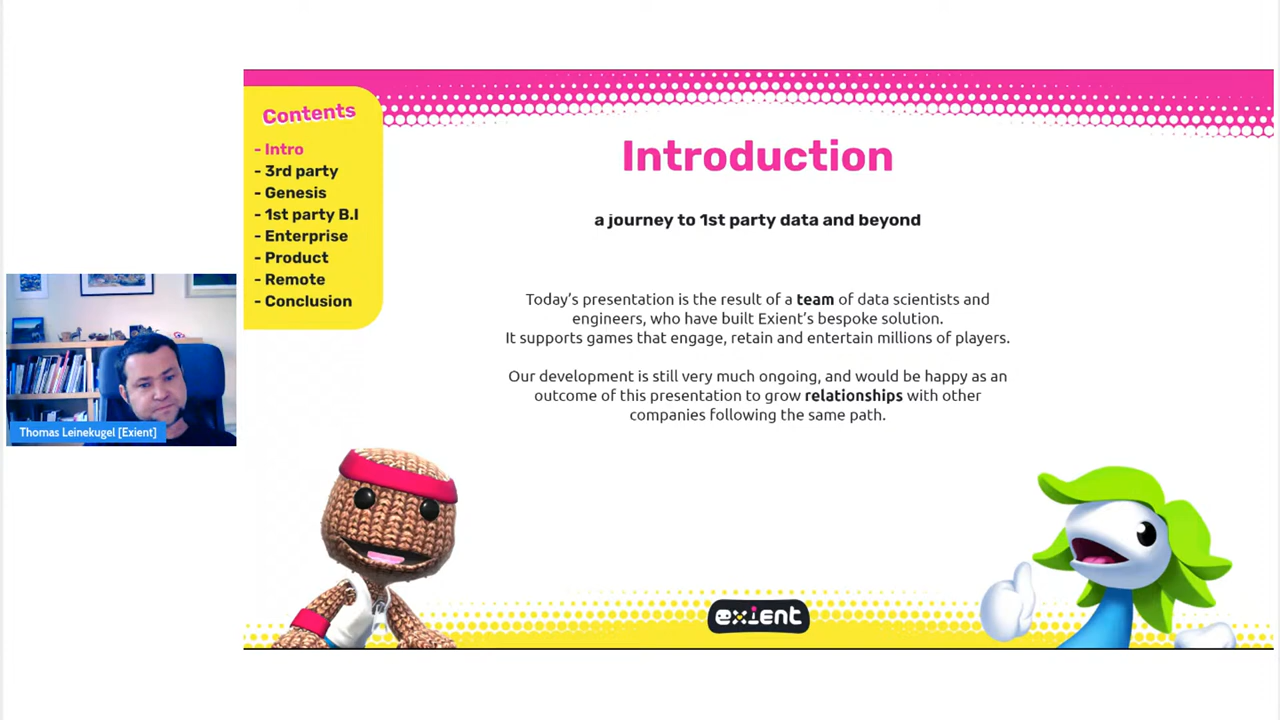 Contents
- Intro
- 3rd party
- Genesis
- 1st party B.I
- Enterprise
- Product
- Remote
- Conclusion
Introduction
a journey to 1st party data and beyond
Today's presentation is the result of a team of data scientists and
engineers, who have built Exient's bespoke solution.
It supports games that engage, retain and entertain millions of players.
Our development is still very much ongoing, and would be happy as an
outcome of this presentation to grow relationships with other
companies following the same path.
Thomas Leinekugel [Exient]
exient